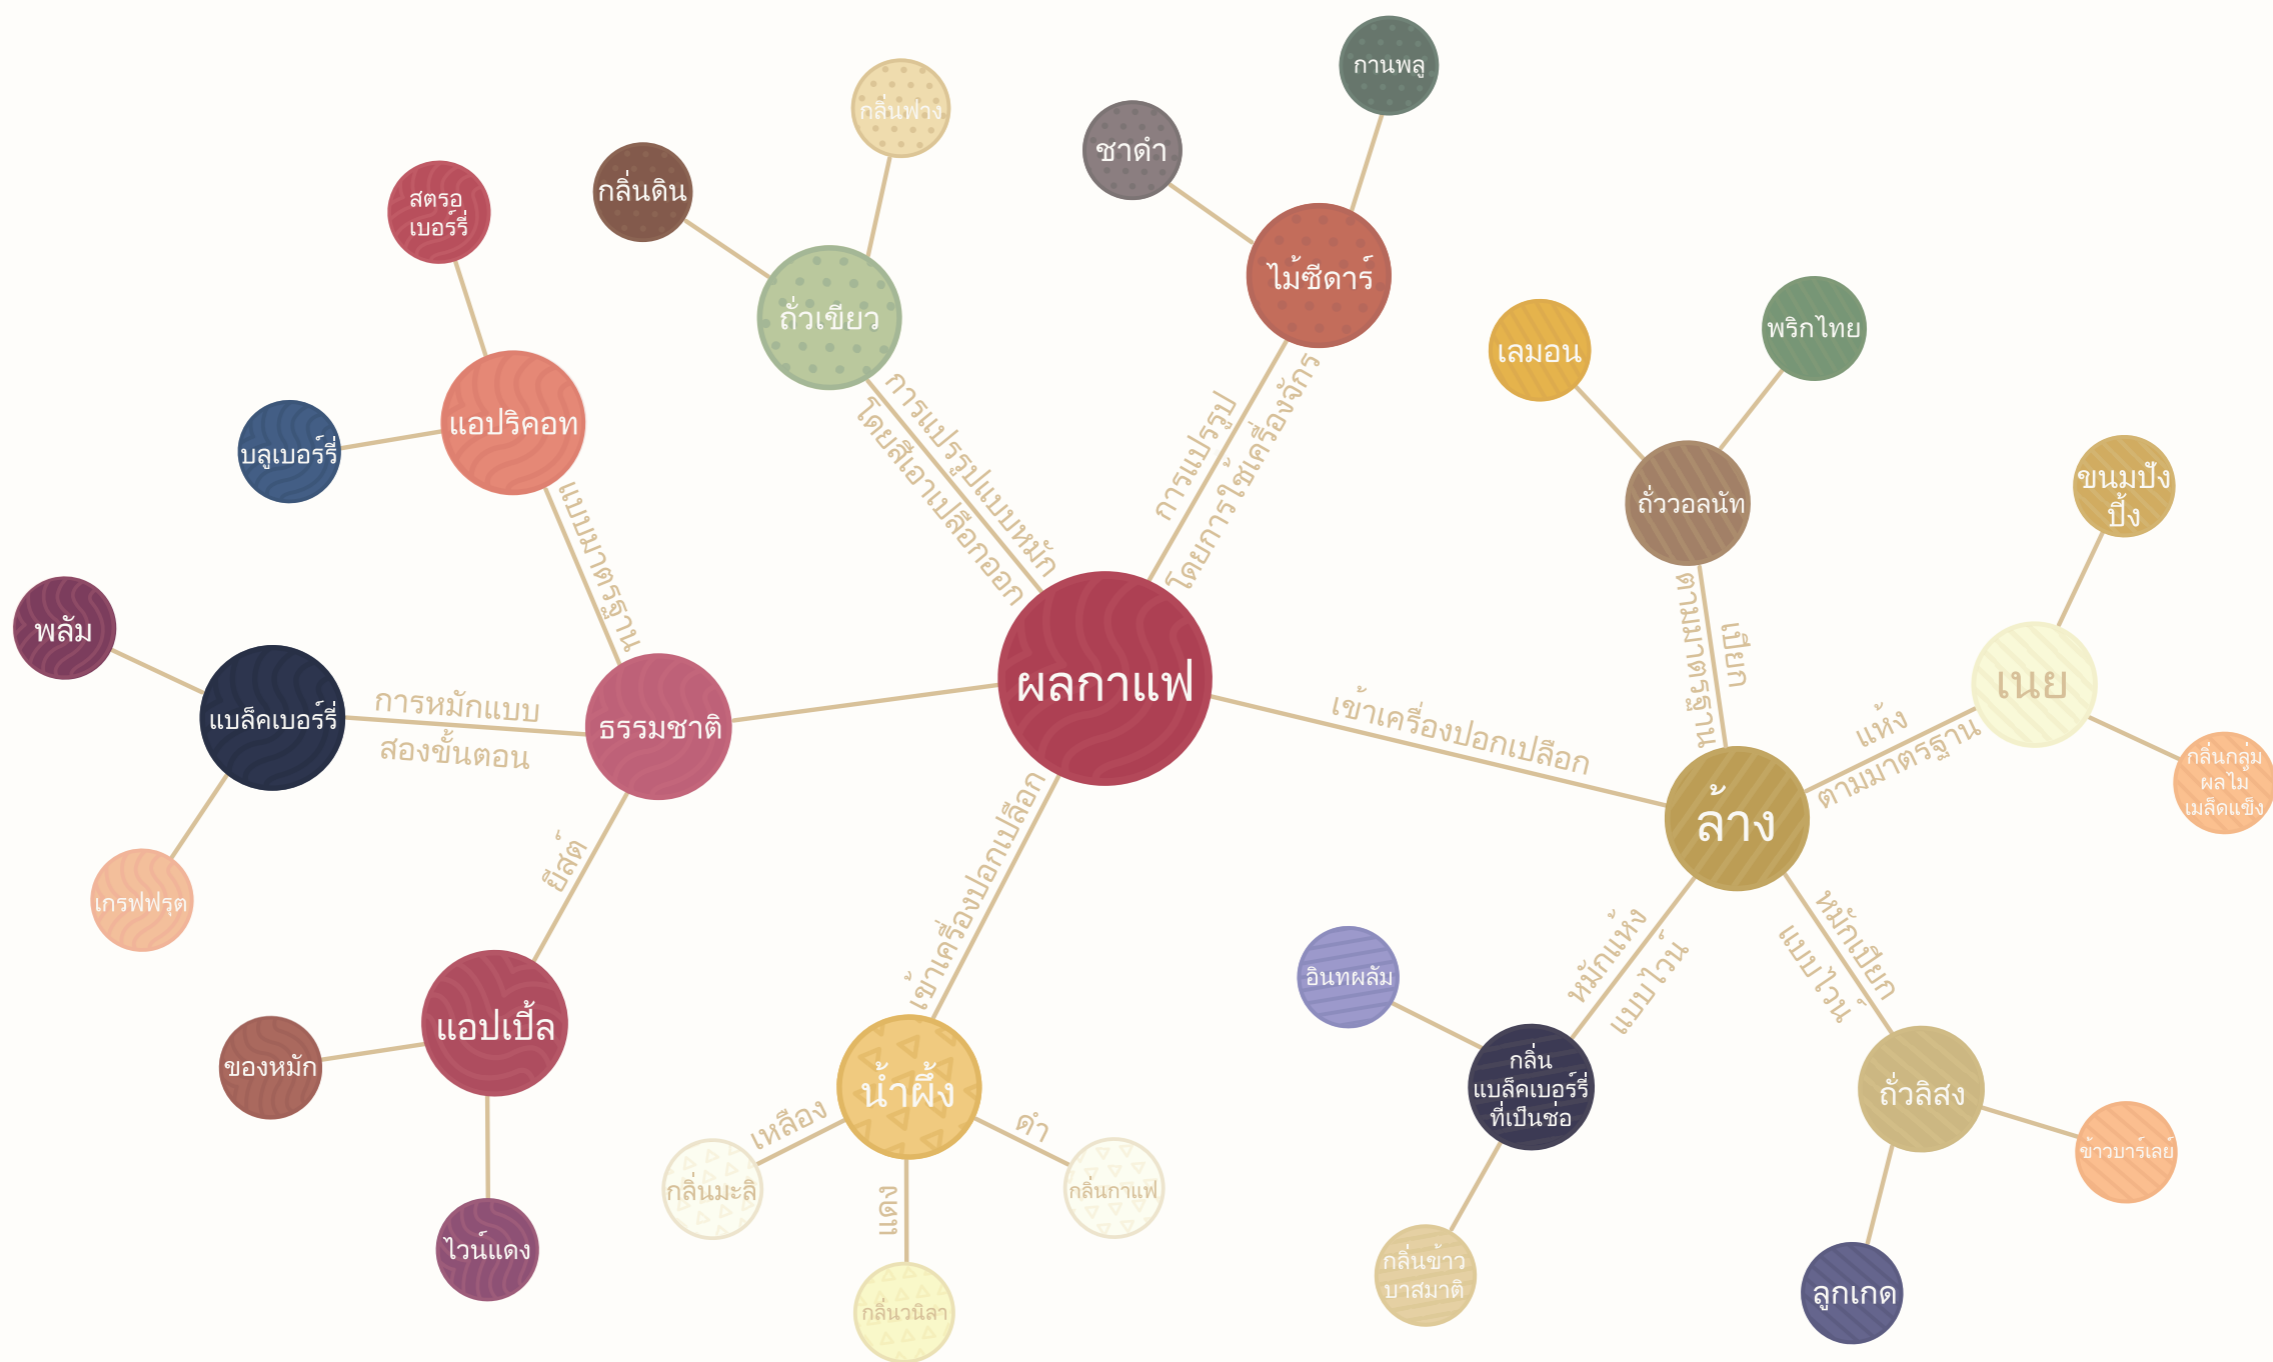 ผลกาแฟ
การแปรรูปแบบหมัก
โดยสีเอาเปลือกออก
ถั่วเขียว
กลิ่นดิน
กลิ่นฟาง
การแปรรูป
โดยการใช้เครื่องจักร
ไม้ซีดาร์
ชาดำ
กานพลู
ธรรมชาติ
แบบมาตรฐาน
แอปริคอท
สตรอ
เบอร์รี่
บลูเบอร์รี่
การหมักแบบ
สองขั้นตอน
แบล็คเบอร์รี่
พลัม
เกรฟฟรุต
ยีสต์
แอปเปิ้ล
ของหมัก
ไวน์แดง
เข้าเครื่องปอกเปลือก
น้ำผึ้ง
เหลือง
กลิ่นมะลิ
แดง
กลิ่นวนิลา
ดำ
กลิ่นกาแฟ
เข้าเครื่องปอกเปลือก
ล้าง
เปียก
ตามมาตรฐาน
ถั่ววอลนัท
เลมอน
พริกไทย
แห้ง
ตามมาตรฐาน
เนย
ขนมปัง
ปิ้ง
กลิ่นกลุ่ม
ผลไม้
เมล็ดแข็ง
หมักแห้ง
แบบไวน์
กลิ่น
แบล็คเบอร์รี่
ที่เป็นช่อ
อินทผลัม
กลิ่นข้าว
บาสมาติ
หมักเปียก
แบบไวน์
ถั่วลิสง
ข้าวบาร์เลย์
ลูกเกด